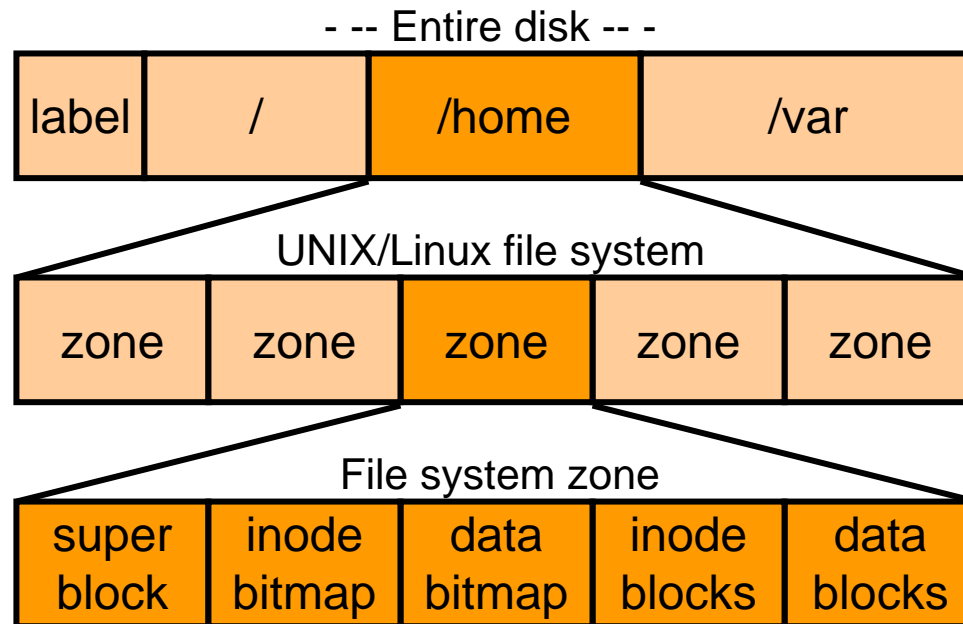 - -- Entire disk -- -
label / /home /var
UNIX/Linux file system
zone zone zone zone zone
File system zone
super inode data inode data
block bitmap bitmap blocks blocks